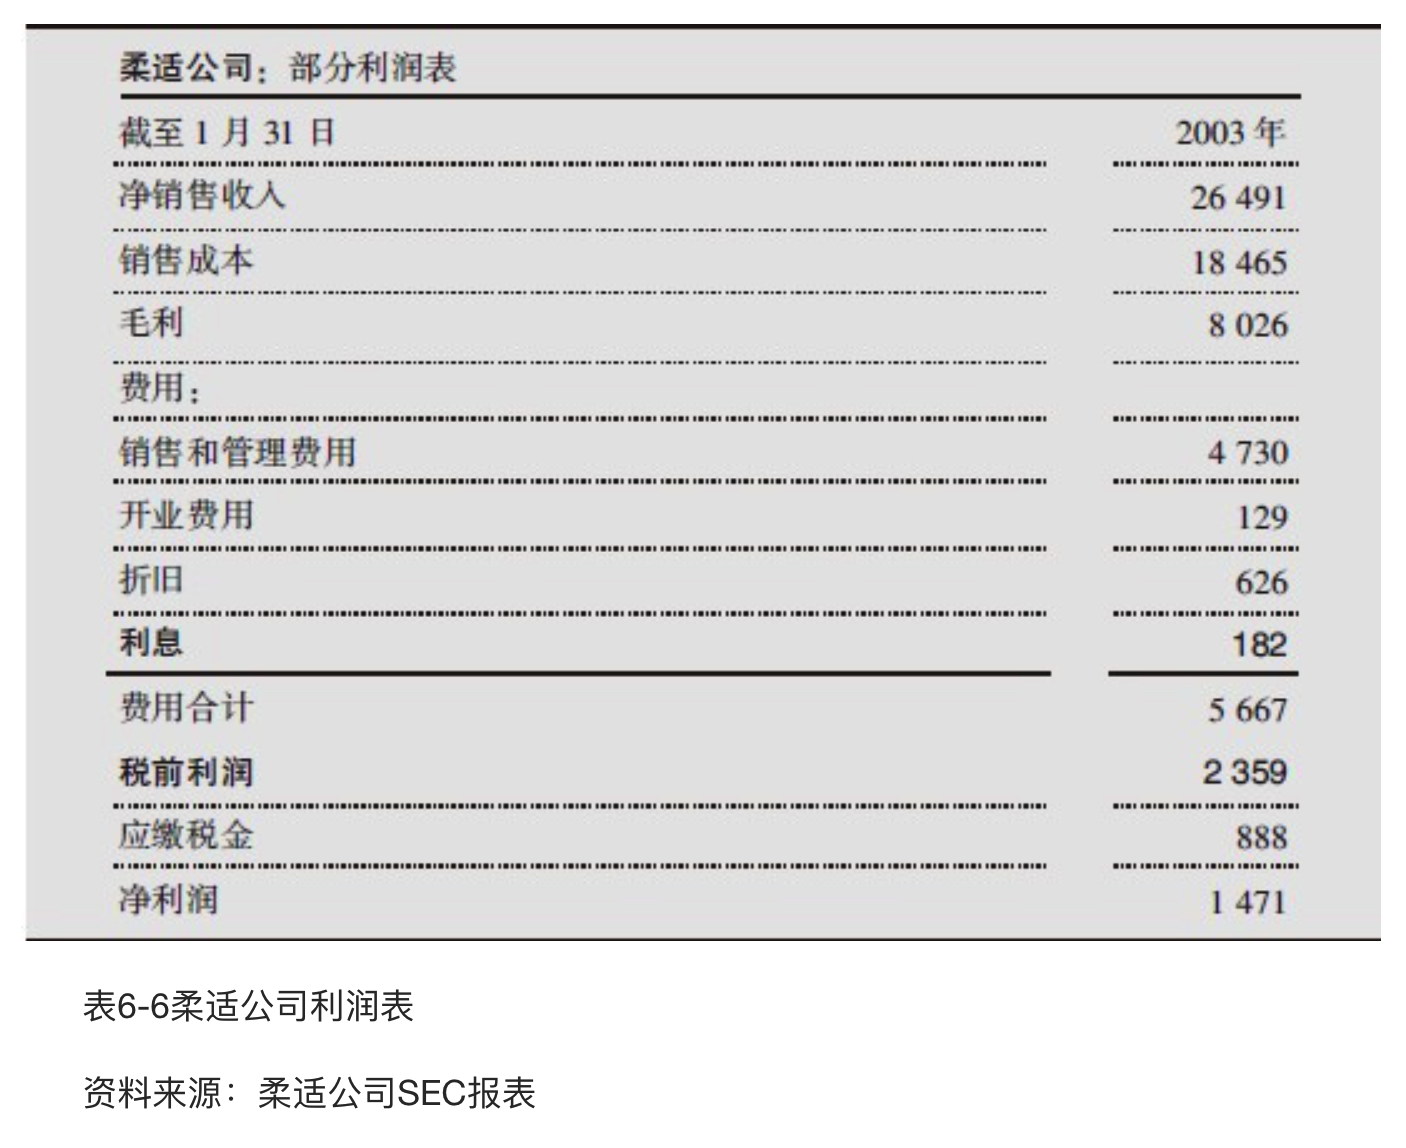 柔适公司：部分利润表
截至 1 月 31 日 2003 年
净销售收入 26 491
销售成本 18 465
毛利 8 026
费用：
销售和管理费用 4 730
开业费用 129
折旧 626
利息 182
费用合计 5 667
税前利润 2 359
应缴税金 888
净利润 1 471
表6-6柔适公司利润表
资料来源：柔适公司SEC报表